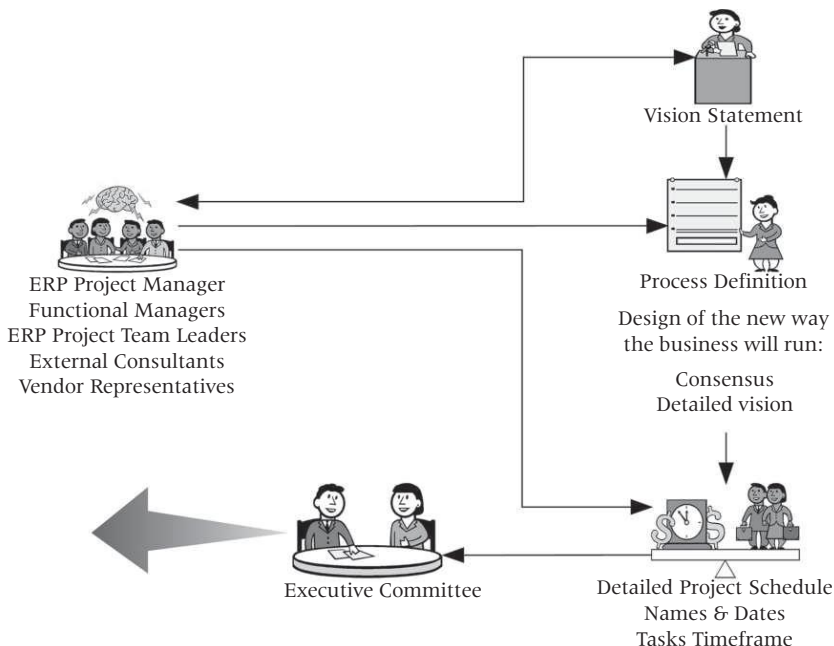 Vision Statement
ERP Project Manager
Functional Managers
ERP Project Team Leaders
External Consultants
Vendor Representatives
Process Definition
Design of the new way
the business will run:
Consensus
Detailed vision
Executive Committee
Detailed Project Schedule
Names & Dates
Tasks Timeframe